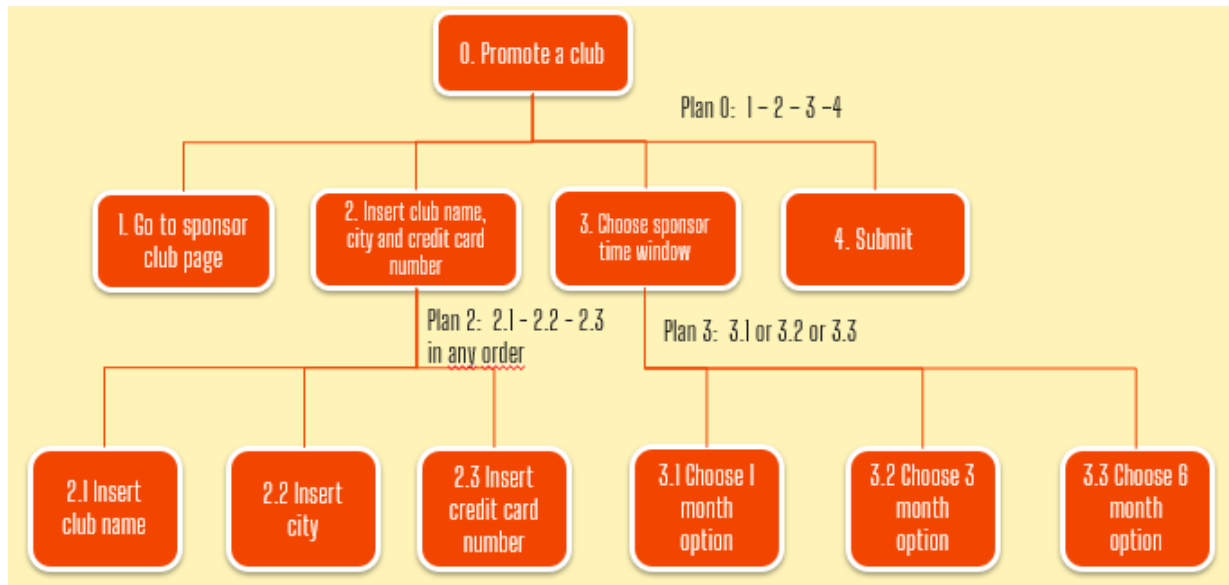 0. Promote a club
Plan 0:  1 - 2 - 3 -4
1. Go to sponsor
club page
2. Insert club name,
city and credit card
number
3. Choose sponsor
time window
4. Submit
Plan 2:  2.1 - 2.2 - 2.3
in any order
Plan 3:  3.1 or 3.2 or 3.3
2.1 Insert
club name
2.2 Insert
city
2.3 Insert
credit card
number
3.1 Choose 1
month
option
3.2 Choose 3
month
option
3.3 Choose 6
month
option